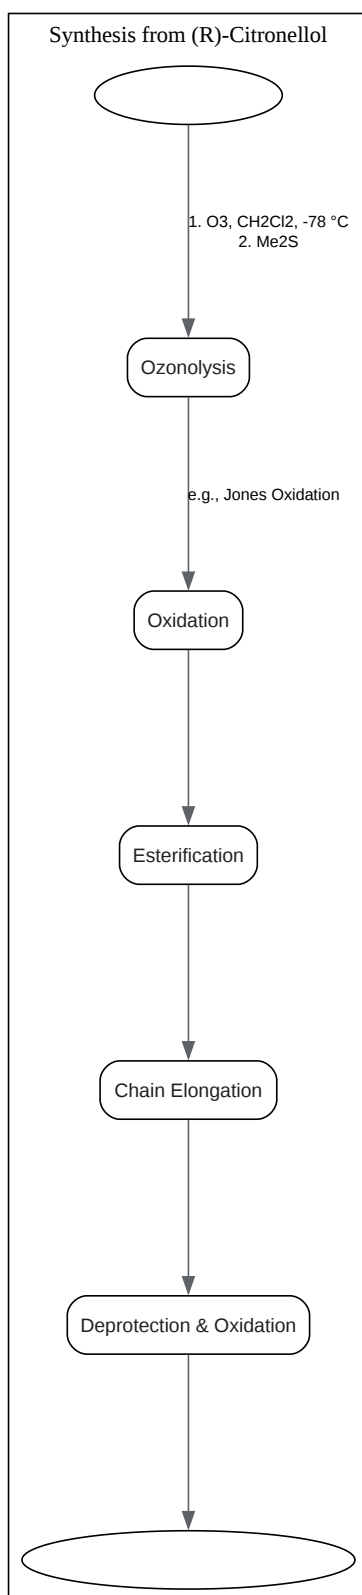 Synthesis from (R)-Citronellol
1. O3, CH2Cl2, -78 °C
2. Me2S
Ozonolysis
e.g., Jones Oxidation
Oxidation
Esterification
Chain Elongation
Deprotection & Oxidation